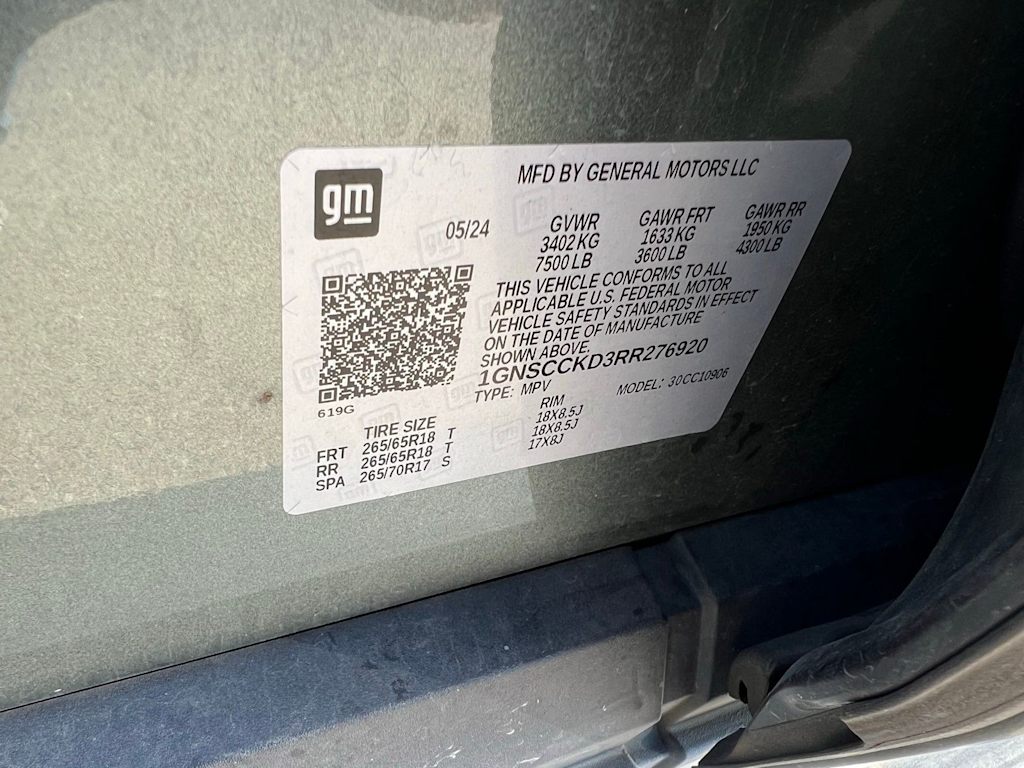 gm
MFD BY GENERAL MOTORS LLC
05/24
GVWR GAWR FRT GAWR RR
3402 KG 1633 KG 1950 KG
7500 LB 3600 LB 4300 LB
THIS VEHICLE CONFORMS TO ALL
APPLICABLE U.S. FEDERAL MOTOR
VEHICLE SAFETY STANDARDS IN EFFECT
ON THE DATE OF MANUFACTURE
SHOWN ABOVE.
1GNSCCKD3RR276920
TYPE: MPV MODEL: 30CC10906
619G
TIRE SIZE RIM
FRT 265/65R18 T 18X8.5J
RR 265/65R18 T 18X8.5J
SPA 265/70R17 S 17X8J